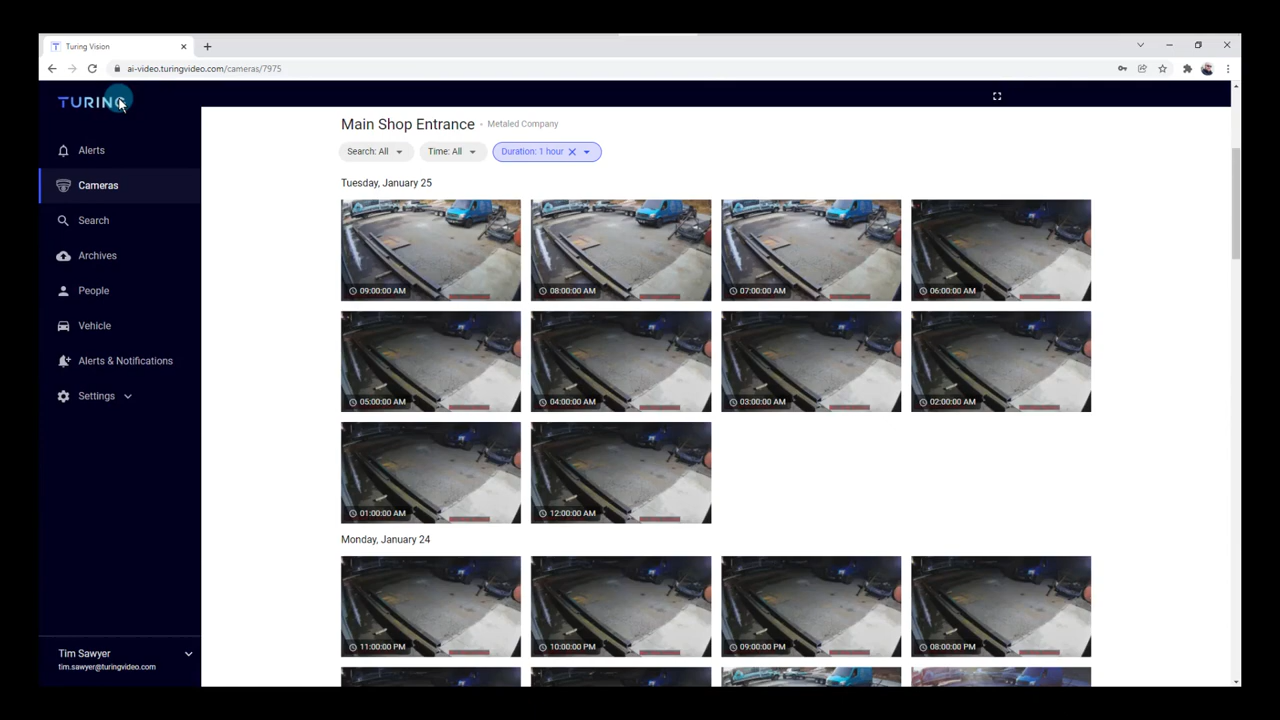 Turing Vision
ai-video.turingvideo.com/cameras/7975
TURING
Alerts
Cameras
Search
Archives
People
Vehicle
Alerts & Notifications
Settings
Tim Sawyer
tim.sawyer@turingvideo.com
Main Shop Entrance - Metaled Company
Search: All Time: All Duration: 1 hour
Tuesday, January 25
09:00:00 AM 08:00:00 AM 07:00:00 AM 06:00:00 AM
05:00:00 AM 04:00:00 AM 03:00:00 AM 02:00:00 AM
01:00:00 AM 12:00:00 AM
Monday, January 24
11:00:00 PM 10:00:00 PM 09:00:00 PM 08:00:00 PM